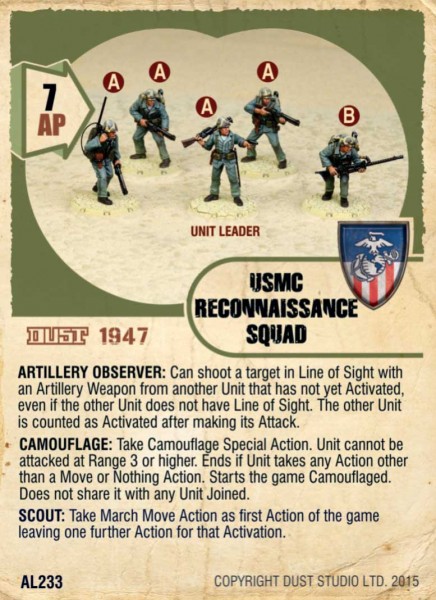 7
AP
A
A
A
A
B
UNIT LEADER
USMC
RECONNAISSANCE
SQUAD
DUST 1947
ARTILLERY OBSERVER: Can shoot a target in Line of Sight with
an Artillery Weapon from another Unit that has not yet Activated,
even if the other Unit does not have Line of Sight. The other Unit
is counted as Activated after making its Attack.
CAMOUFLAGE: Take Camouflage Special Action. Unit cannot be
attacked at Range 3 or higher. Ends if Unit takes any Action other
than a Move or Nothing Action. Starts the game Camouflaged.
Does not share it with any Unit Joined.
SCOUT: Take March Move Action as first Action of the game
leaving one further Action for that Activation.
AL233
COPYRIGHT DUST STUDIO LTD. 2015